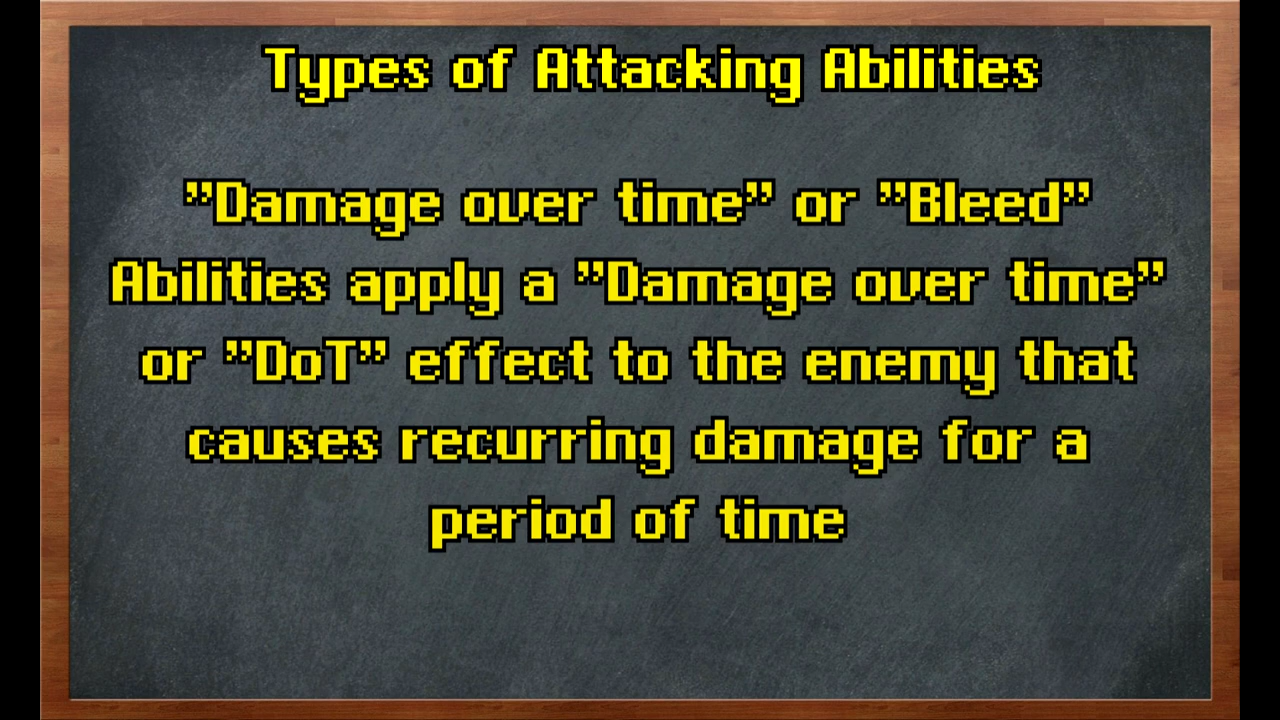 Types of Attacking Abilities
”Damage over time” or ”Bleed”
Abilities apply a ”Damage over time”
or ”DoT” effect to the enemy that
causes recurring damage for a
period of time